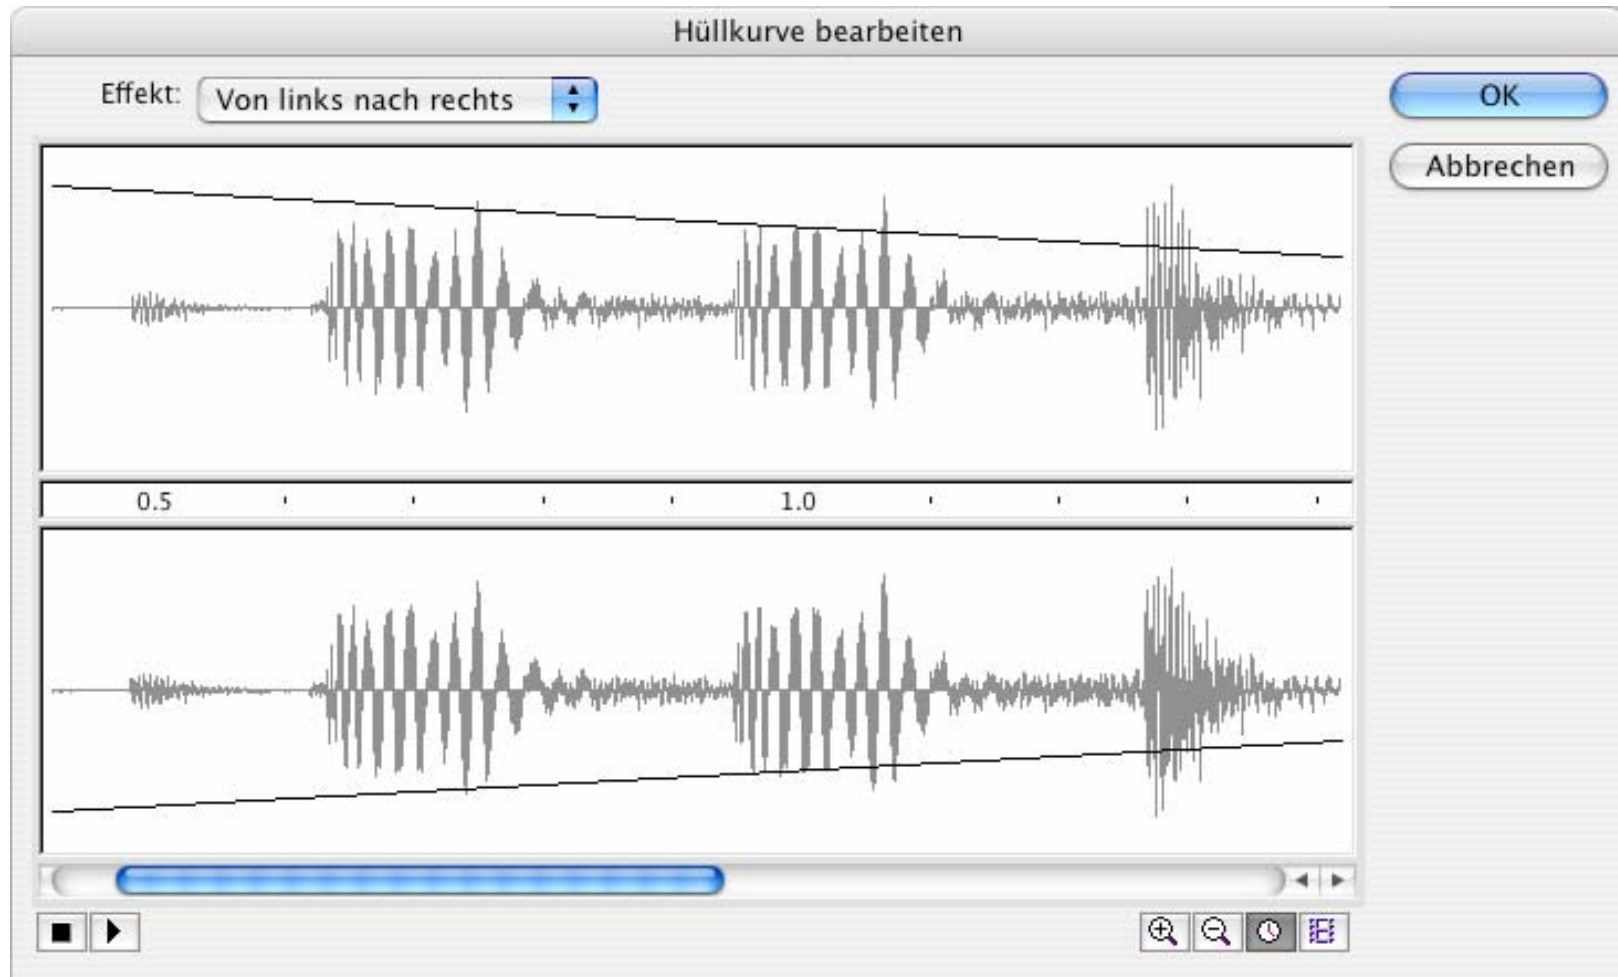 Hüllkurve bearbeiten
Effekt: Von links nach rechts
OK
Abbrechen
0.5 1.0